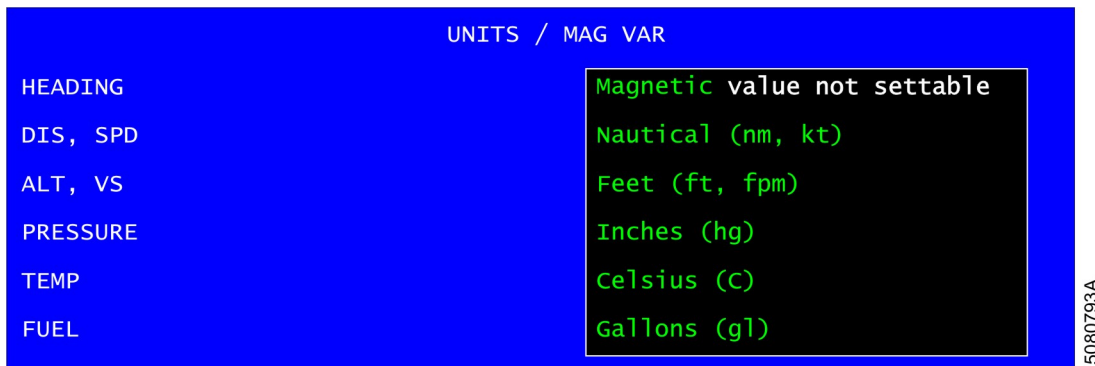 UNITS / MAG VAR
HEADING Magnetic value not settable
DIS, SPD Nautical (nm, kt)
ALT, VS Feet (ft, fpm)
PRESSURE Inches (hg)
TEMP Celsius (C)
FUEL Gallons (gl)
5080793A